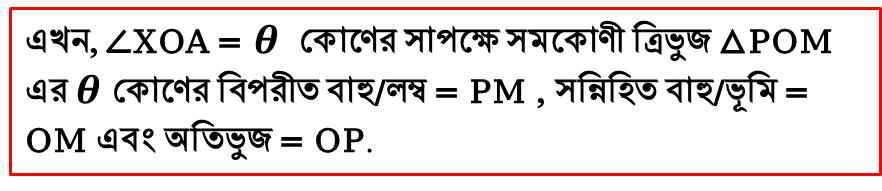 এখন, ∠XOA = θ কোণের সাপক্ষে সমকোণী ত্রিভুজ △POM
এর θ কোণের বিপরীত বাহু/লম্ব = PM , সন্নিহিত বাহু/ভূমি =
OM এবং অতিভুজ = OP.